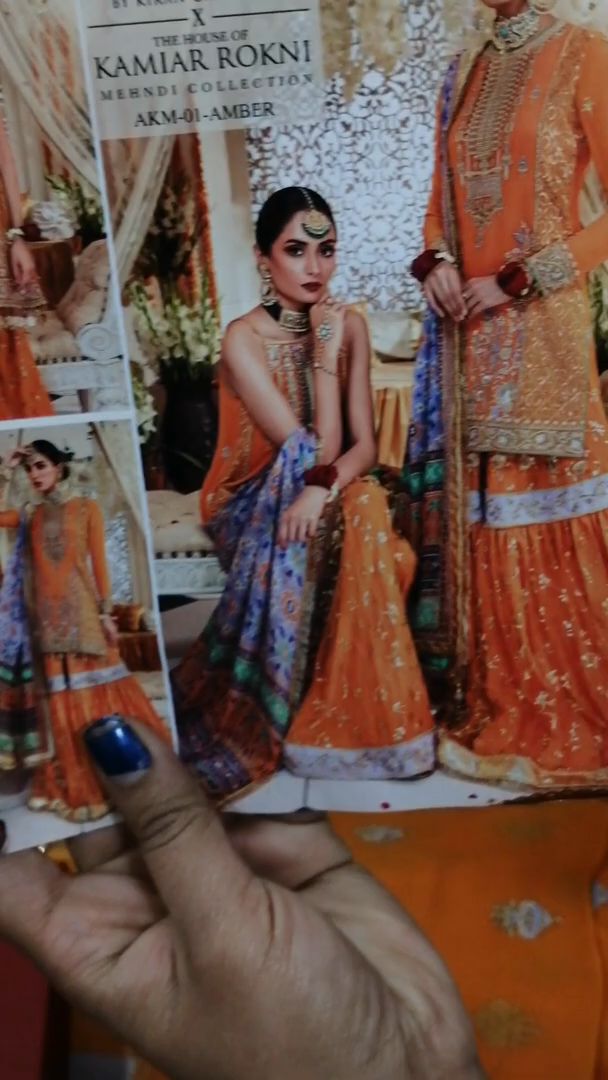 X
THE HOUSE OF
KAMIAR ROKNI
MEHNDI COLLECTION
AKM-01-AMBER